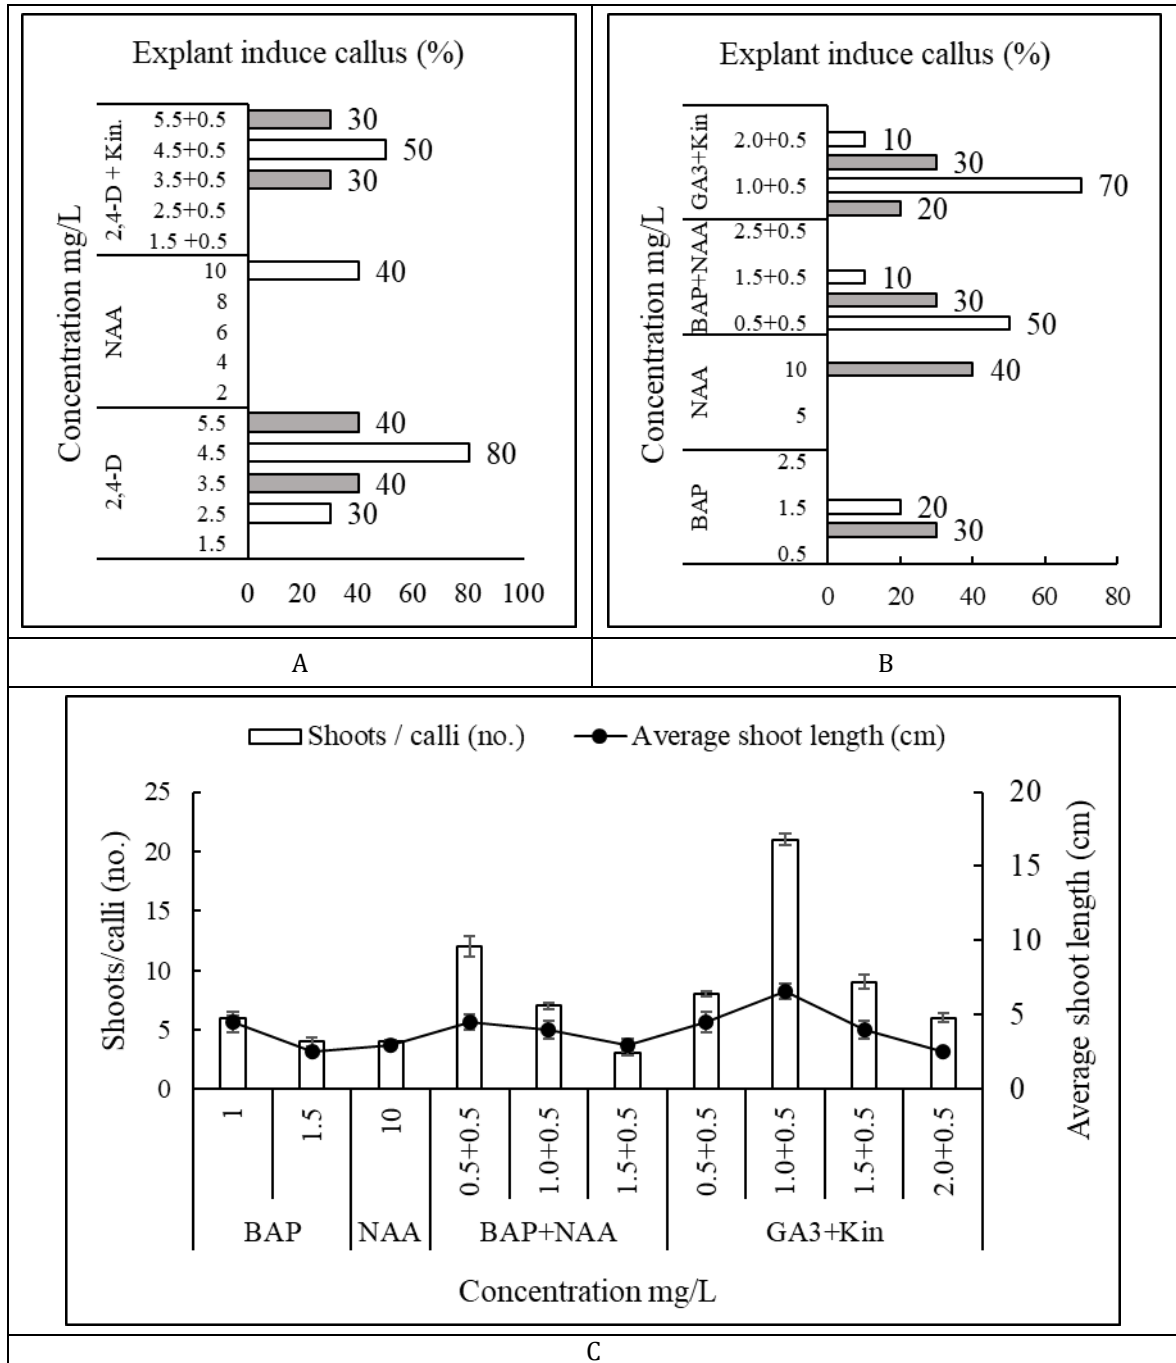 Explant induce callus (%)
Concentration mg/L
2,4-D + Kin.
5.5+0.5 30
4.5+0.5 50
3.5+0.5 30
2.5+0.5
1.5 +0.5
NAA
10 40
8
6
4
2
2,4-D
5.5 40
4.5 80
3.5 40
2.5 30
1.5
0 20 40 60 80 100
A
Explant induce callus (%)
Concentration mg/L
GA3+Kin
2.0+0.5 10
30
1.0+0.5 70
20
BAP+NAA
2.5+0.5
1.5+0.5 10
30
0.5+0.5 50
NAA
10 40
5
BAP
2.5
1.5 20
30
0.5
0 20 40 60 80
B
Shoots / calli (no.) Average shoot length (cm)
Shoots/calli (no.)
25
20
15
10
5
0
20
15
10
5
0
Average shoot length (cm)
1 1.5 10 0.5+0.5 1.0+0.5 1.5+0.5 0.5+0.5 1.0+0.5 1.5+0.5 2.0+0.5
BAP NAA BAP+NAA GA3+Kin
Concentration mg/L
C